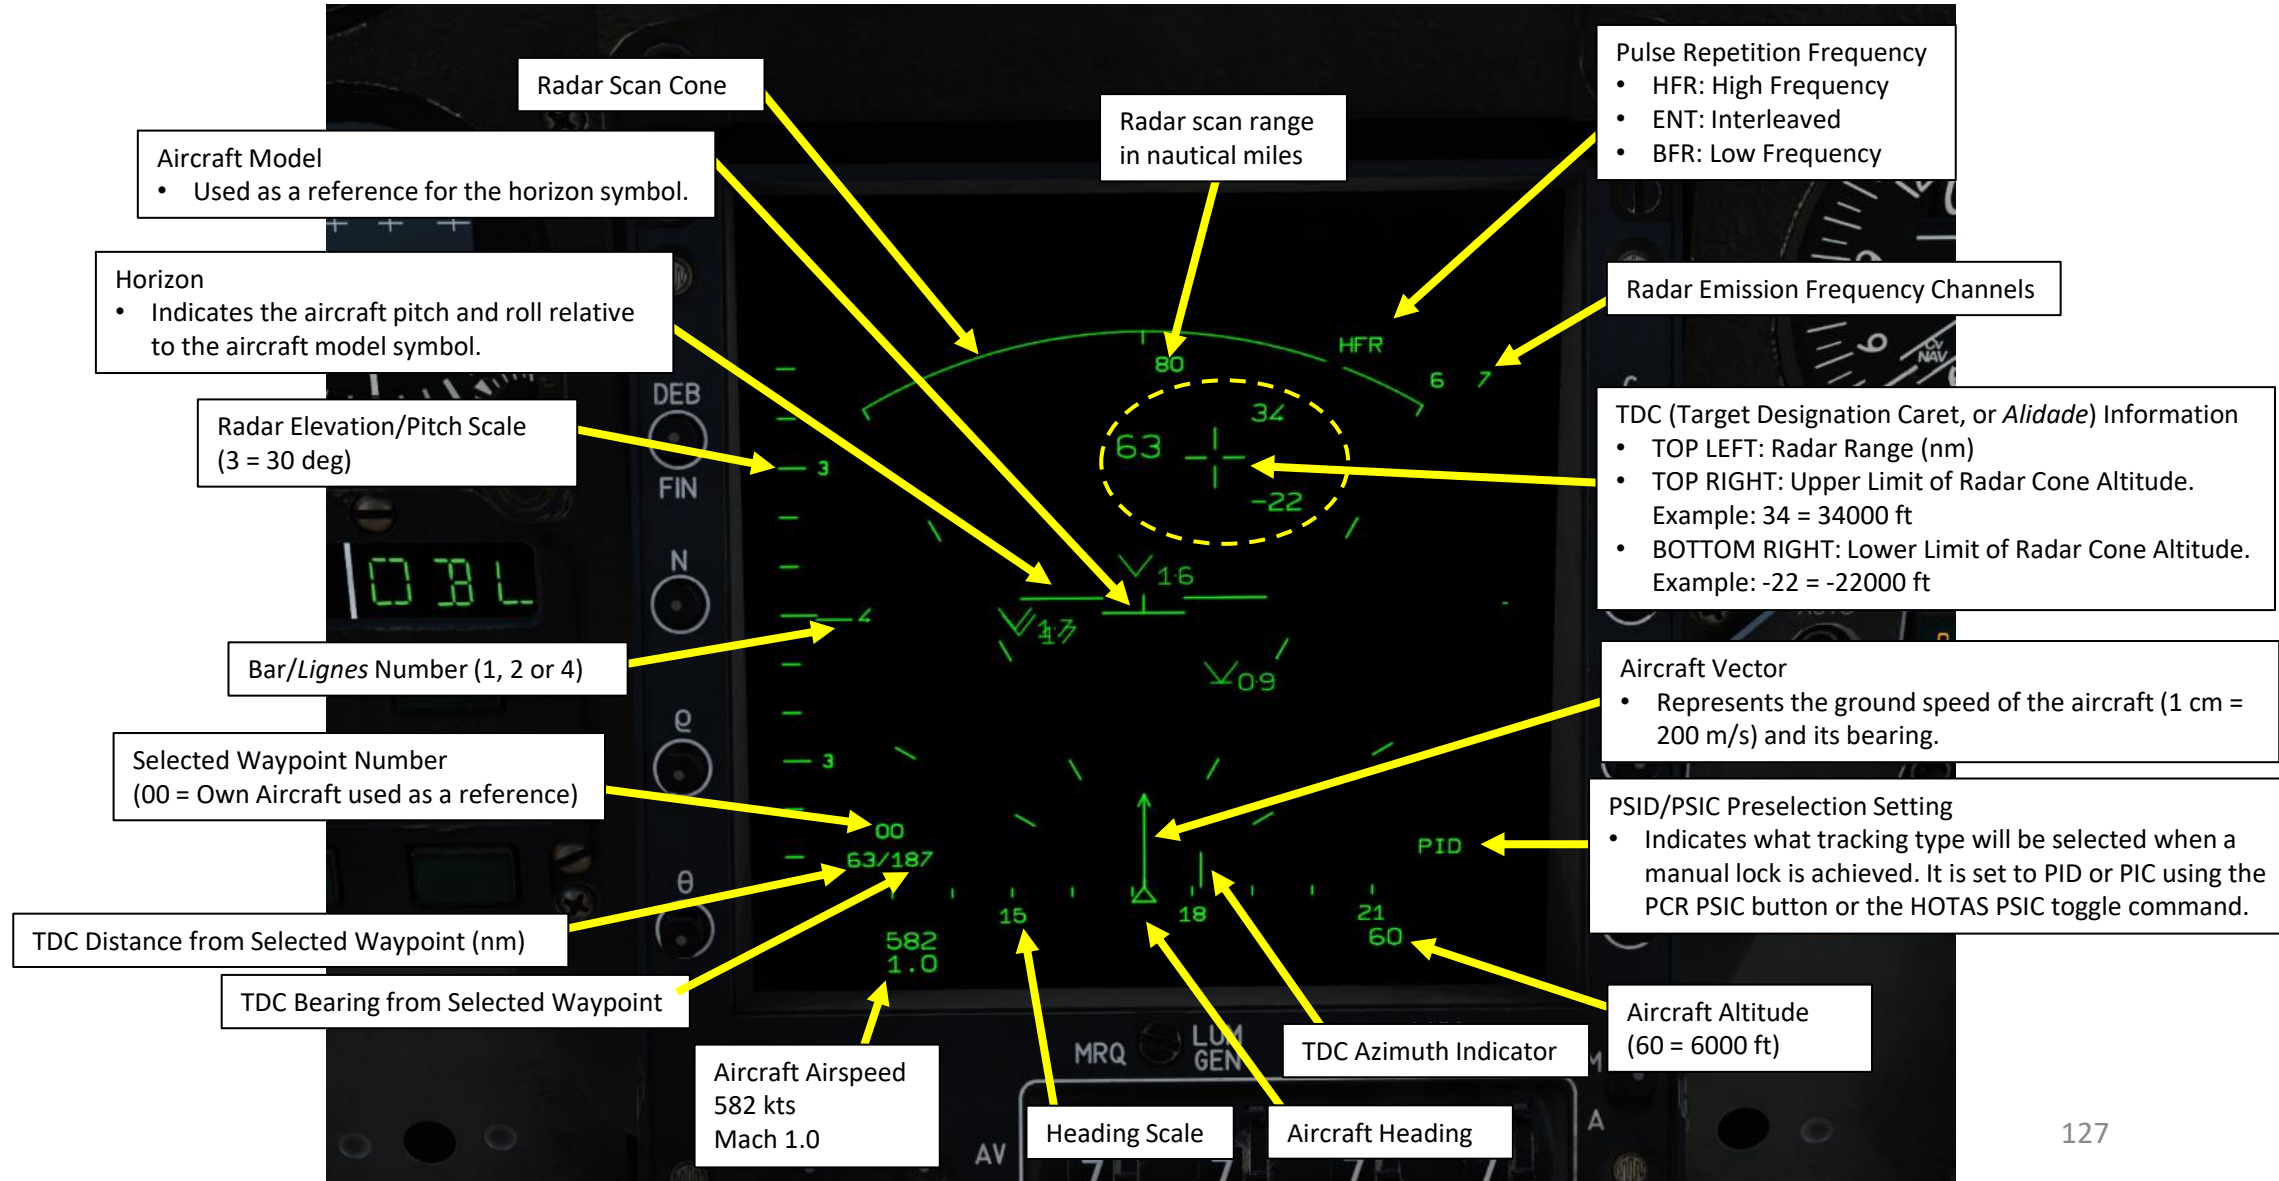 Radar Scan Cone
Aircraft Model
• Used as a reference for the horizon symbol.
Horizon
• Indicates the aircraft pitch and roll relative
to the aircraft model symbol.
Radar Elevation/Pitch Scale
(3 = 30 deg)
Bar/Lignes Number (1, 2 or 4)
Selected Waypoint Number
(00 = Own Aircraft used as a reference)
TDC Distance from Selected Waypoint (nm)
TDC Bearing from Selected Waypoint
Aircraft Airspeed
582 kts
Mach 1.0
Radar scan range
in nautical miles
Pulse Repetition Frequency
• HFR: High Frequency
• ENT: Interleaved
• BFR: Low Frequency
Radar Emission Frequency Channels
TDC (Target Designation Caret, or Alidade) Information
• TOP LEFT: Radar Range (nm)
• TOP RIGHT: Upper Limit of Radar Cone Altitude.
Example: 34 = 34000 ft
• BOTTOM RIGHT: Lower Limit of Radar Cone Altitude.
Example: -22 = -22000 ft
Aircraft Vector
• Represents the ground speed of the aircraft (1 cm =
200 m/s) and its bearing.
PSID/PSIC Preselection Setting
• Indicates what tracking type will be selected when a
manual lock is achieved. It is set to PID or PIC using the
PCR PSIC button or the HOTAS PSIC toggle command.
Aircraft Altitude
(60 = 6000 ft)
TDC Azimuth Indicator
Heading Scale
Aircraft Heading
DEB
FIN
N
ρ
θ
OBL
HFR
80
6 7
34
63
-22
3
1.6
4
1.7
0.9
3
00
63/187
PID
15 18 21
582
1.0
60
MRQ
LUM
GEN
AV
A
CV
NAV
127